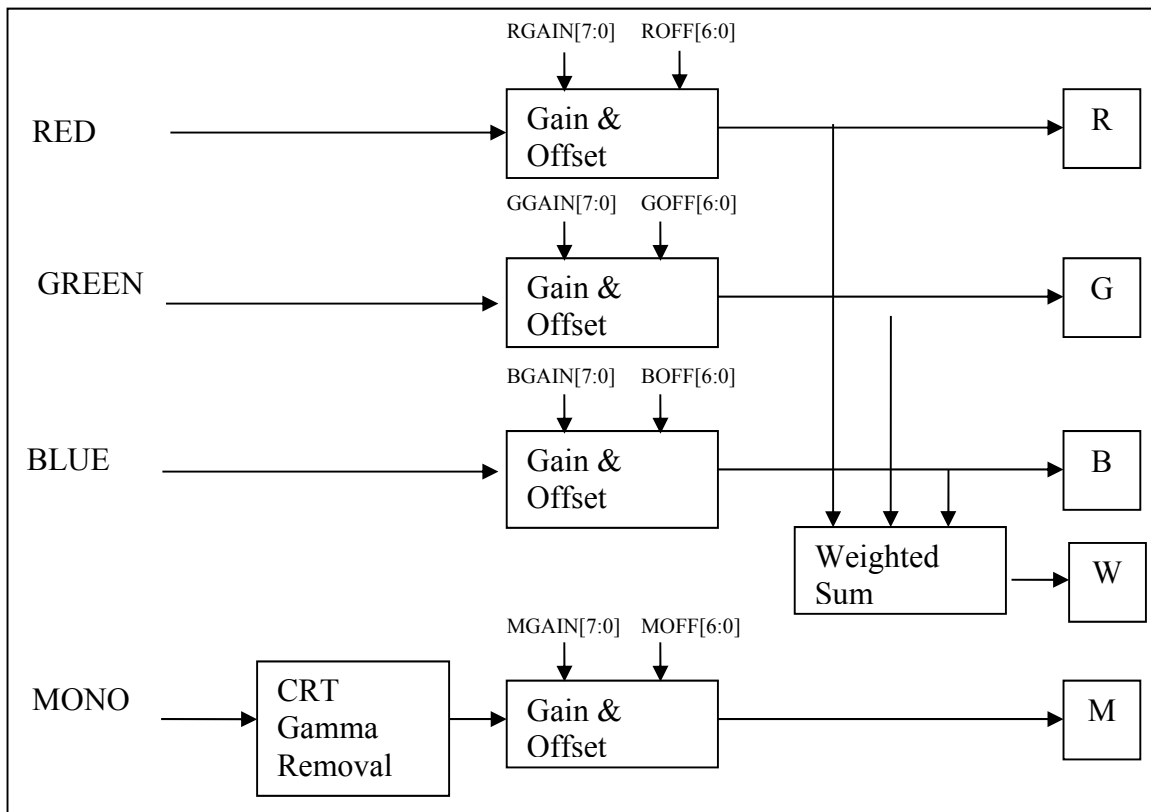 RGAIN[7:0] ROFF[6:0]
RED
Gain &
Offset
R
GGAIN[7:0] GOFF[6:0]
GREEN
Gain &
Offset
G
BGAIN[7:0] BOFF[6:0]
BLUE
Gain &
Offset
B
Weighted
Sum
W
MGAIN[7:0] MOFF[6:0]
MONO
CRT
Gamma
Removal
Gain &
Offset
M